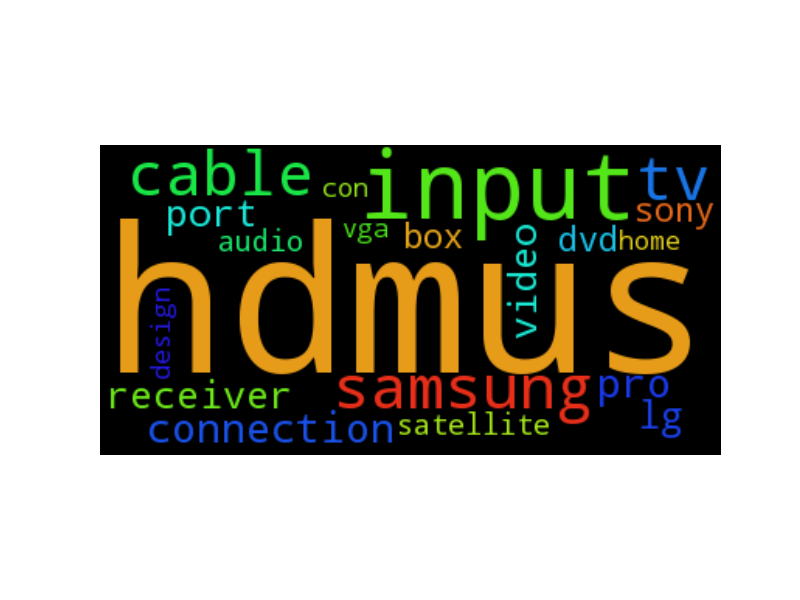 cable con input tv
port sony
audio vga box video dvd home
hdmus
design
receiver samsung pro
connection satellite lg